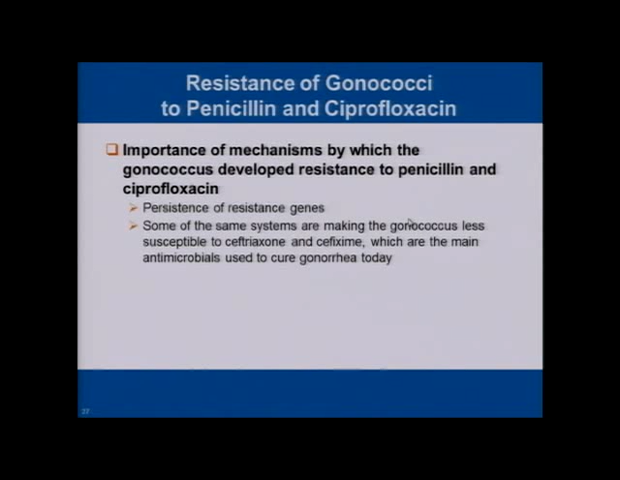 Resistance of Gonococci
to Penicillin and Ciprofloxacin
Importance of mechanisms by which the
gonococcus developed resistance to penicillin and
ciprofloxacin
Persistence of resistance genes
Some of the same systems are making the gonococcus less
susceptible to ceftriaxone and cefixime, which are the main
antimicrobials used to cure gonorrhea today
27